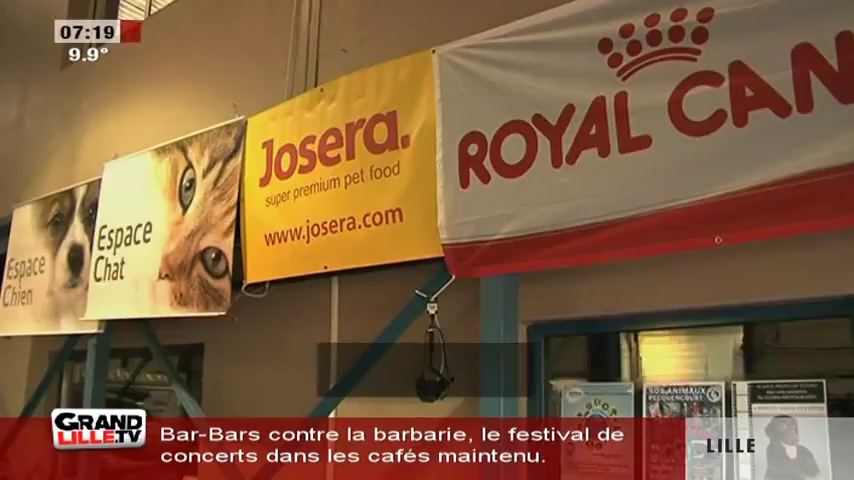 07:19
9.9°
ROYAL CAN
Josera.
super premium pet food
www.josera.com
Espace
Chat
Espace
Chien
SOS ANIMAUX
GRAND
LILLE.TV
Bar-Bars contre la barbarie, le festival de
concerts dans les cafés maintenu.
LILLE